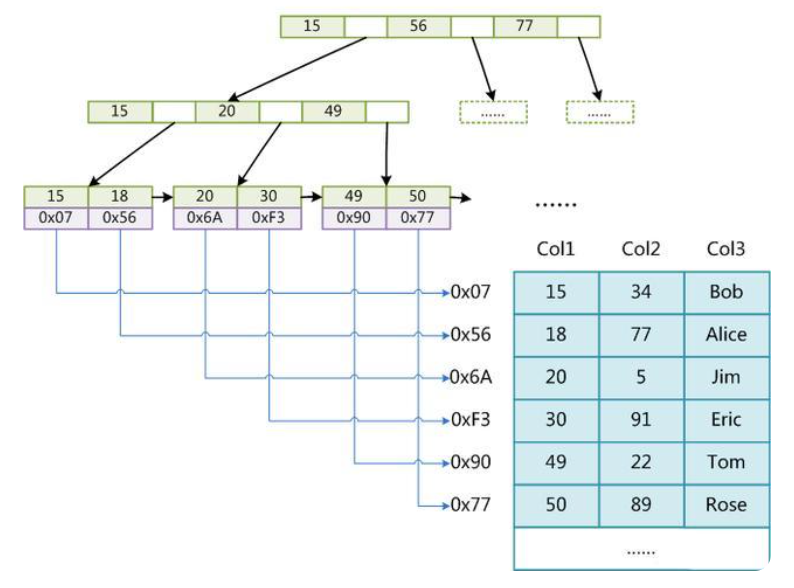 15 56 77
15 20 49
...... ......
15 18 20 30 49 50
0x07 0x56 0x6A 0xF3 0x90 0x77
......
Col1 Col2 Col3
0x07 15 34 Bob
0x56 18 77 Alice
0x6A 20 5 Jim
0xF3 30 91 Eric
0x90 49 22 Tom
0x77 50 89 Rose
......